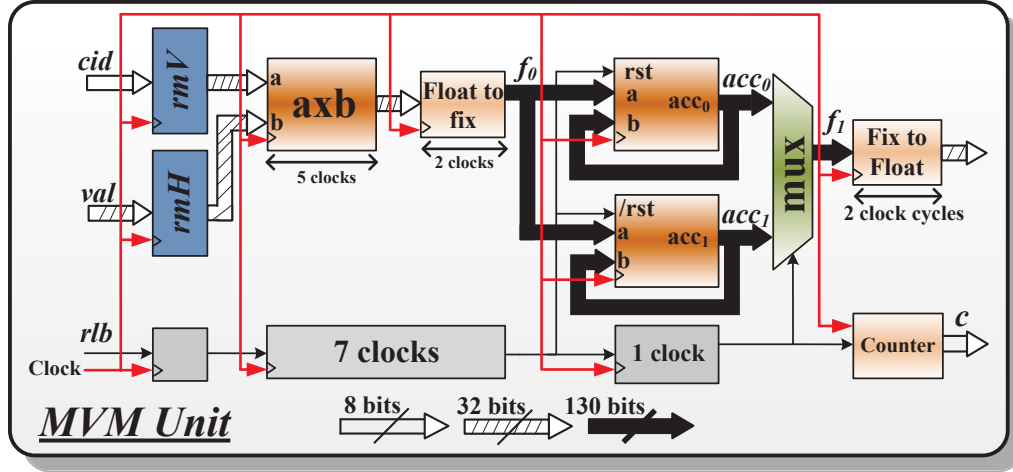 cid
rmV
val
rmH
a
b
axb
5 clocks
Float to
fix
2 clocks
f0
rst
a
b
acc0
acc0
/rst
a
b
acc1
acc1
mux
f1
Fix to
Float
2 clock cycles
rlb
Clock
7 clocks
1 clock
Counter
c
MVM Unit
8 bits
32 bits
130 bits